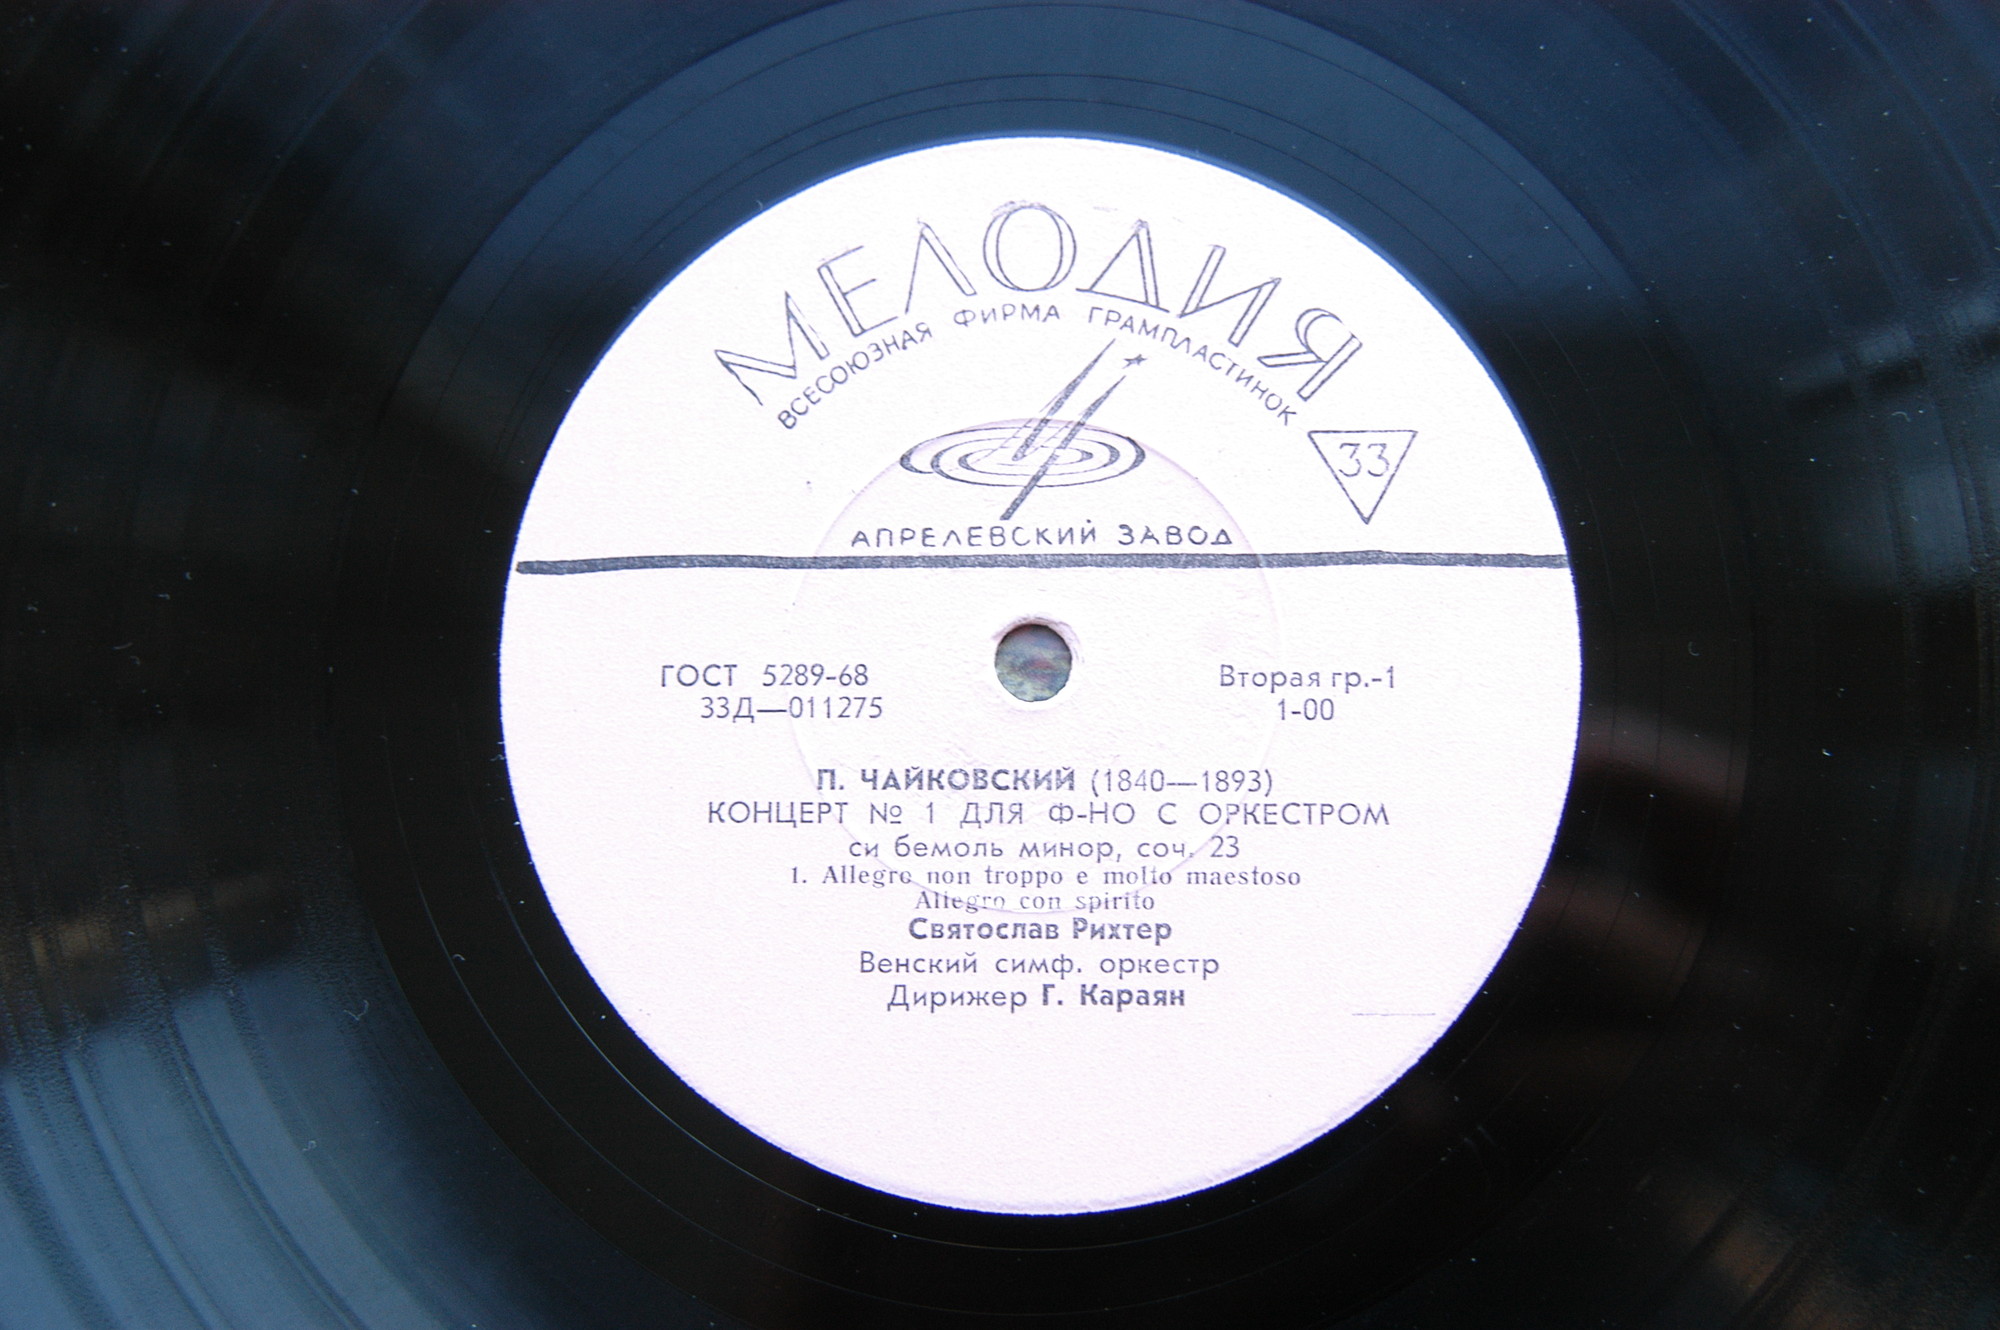 МЕЛОДИЯ
ВСЕСОЮЗНАЯ ФИРМА ГРАМПЛАСТИНОК
33
АПРЕЛЕВСКИЙ ЗАВОД
ГОСТ 5289-68
33Д—011275
Вторая гр.-1
1-00
П. ЧАЙКОВСКИЙ (1840—1893)
КОНЦЕРТ № 1 ДЛЯ Ф-НО С ОРКЕСТРОМ
си бемоль минор, соч. 23
1. Allegro non troppo e molto maestoso
Allegro con spirito
Святослав Рихтер
Венский симф. оркестр
Дирижер Г. Караян